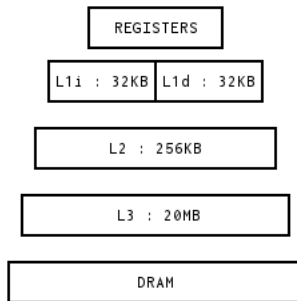 REGISTERS
L1i : 32KB L1d : 32KB
L2 : 256KB
L3 : 20MB
DRAM